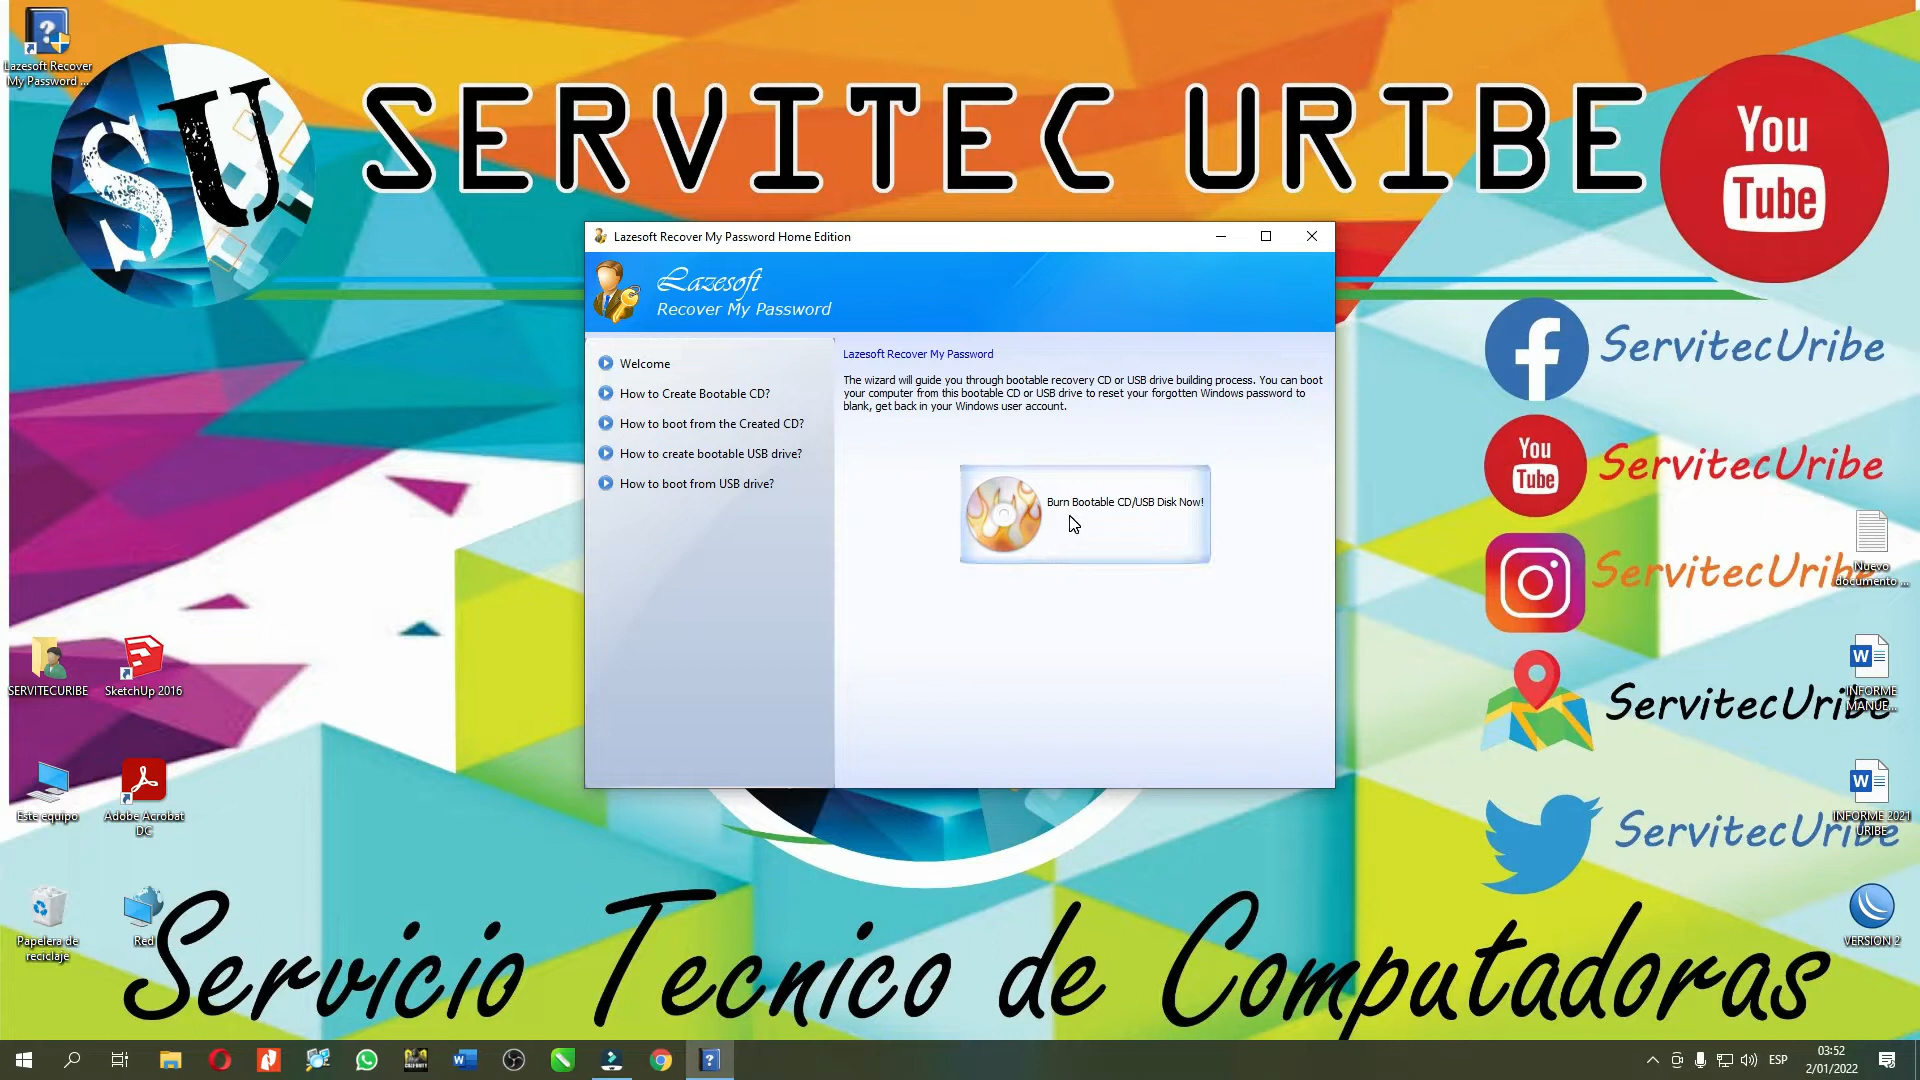 Lazesoft Recover
My Password ...
SU
SERVITEC URIBE
You
Tube
Lazesoft Recover My Password Home Edition
Lazesoft
Recover My Password
Welcome
How to Create Bootable CD?
How to boot from the Created CD?
How to create bootable USB drive?
How to boot from USB drive?
Lazesoft Recover My Password
The wizard will guide you through bootable recovery CD or USB drive building process. You can boot
your computer from this bootable CD or USB drive to reset your forgotten Windows password to
blank, get back in your Windows user account.
Burn Bootable CD/USB Disk Now!
ServitecUribe
You
Tube
ServitecUribe
ServitecUribe
ServitecUribe
ServitecUribe
Nuevo
documento ...
INFORME
MANUE...
INFORME 2021
URIBE
VERSION 2
SERVITECURIBE
SketchUp 2016
Este equipo
Adobe Acrobat
DC
Papelera de
reciclaje
Red
Servicio Tecnico de Computadoras
ESP
03:52
2/01/2022